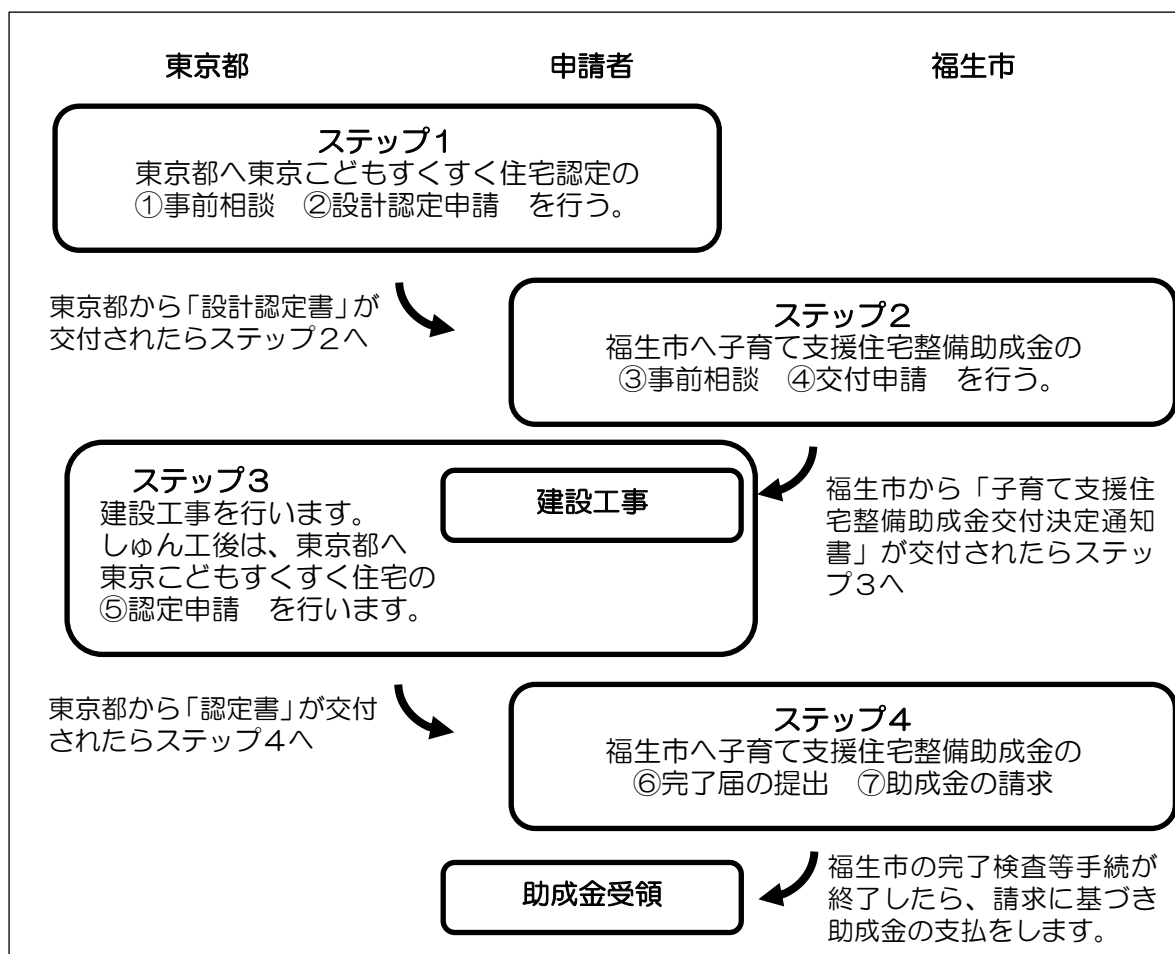 東京都　申請者　福生市
ステップ１
東京都へ東京こどもすくすく住宅認定の
①事前相談　②設計認定申請　を行う。
東京都から「設計認定書」が
交付されたらステップ２へ
ステップ２
福生市へ子育て支援住宅整備助成金の
③事前相談　④交付申請　を行う。
ステップ３
建設工事を行います。
しゅん工後は、東京都へ
東京こどもすくすく住宅の
⑤認定申請　を行います。
建設工事
福生市から「子育て支援住
宅整備助成金交付決定通知
書」が交付されたらステッ
プ３へ
東京都から「認定書」が交付
されたらステップ４へ
ステップ４
福生市へ子育て支援住宅整備助成金の
⑥完了届の提出　⑦助成金の請求
助成金受領
福生市の完了検査等手続が
終了したら、請求に基づき
助成金の支払をします。